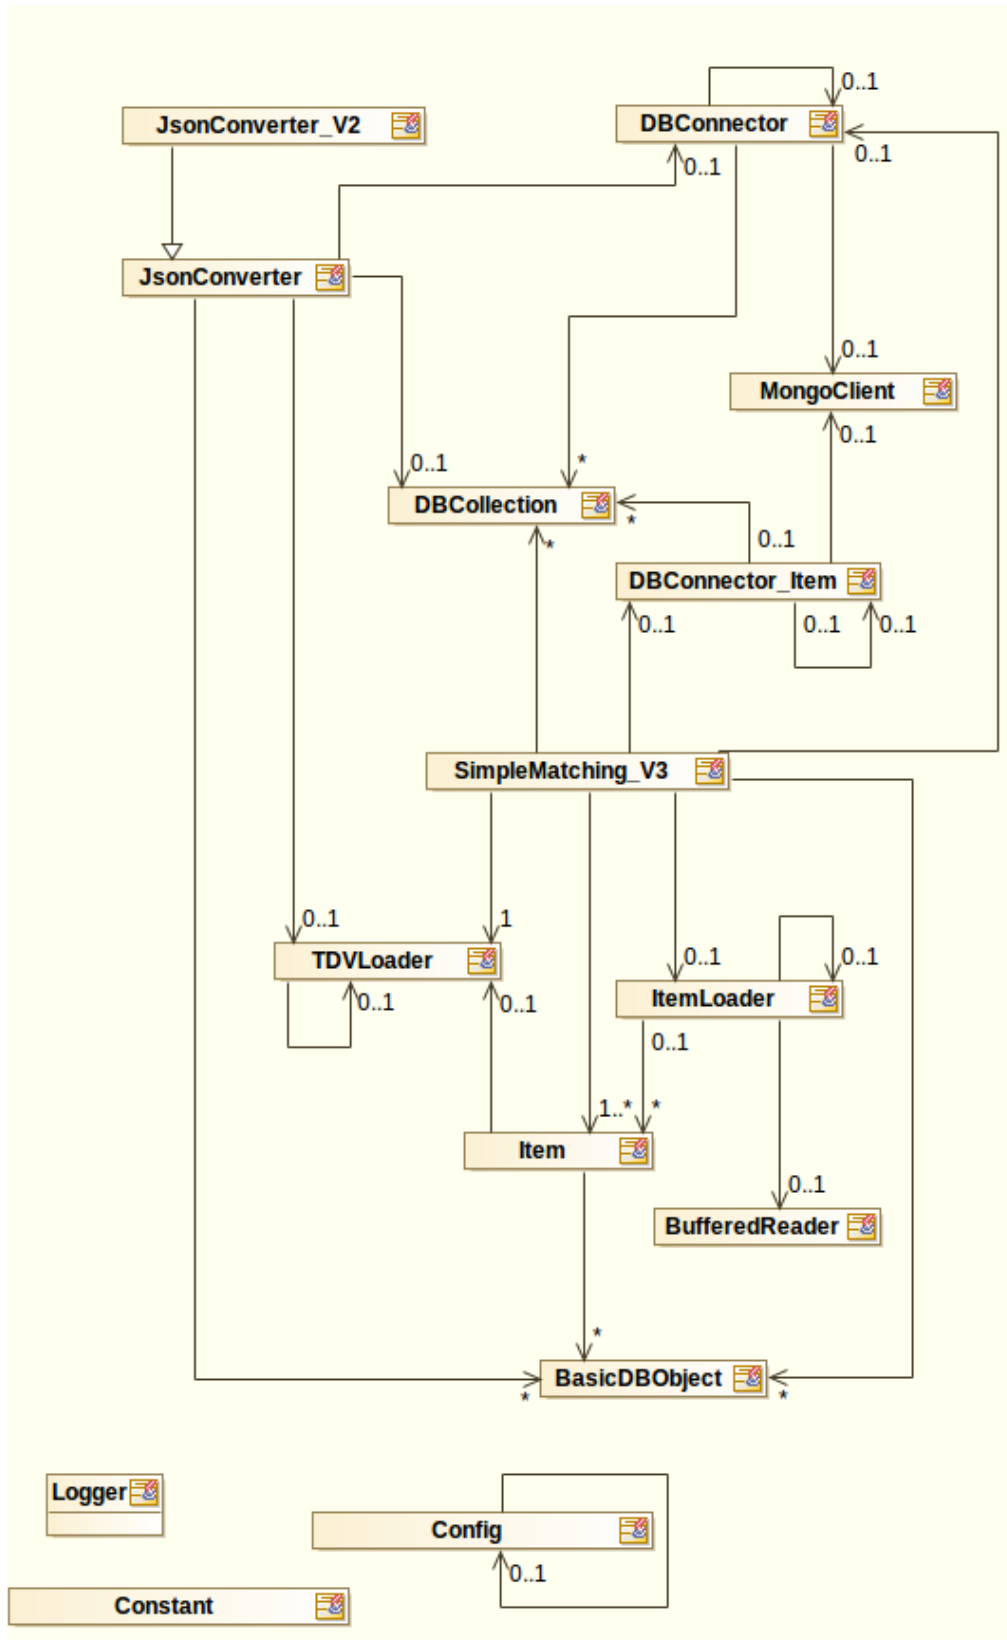 0..1
JsonConverter_V2
DBConnector
0..1
0..1
JsonConverter
0..1
MongoClient
0..1
0..1
*
DBCollection
*
*
0..1
DBConnector_Item
0..1
0..1
0..1
SimpleMatching_V3
0..1
1
TDVLoader
0..1
0..1
ItemLoader
0..1
0..1
0..1
1..*
*
Item
0..1
BufferedReader
*
BasicDBObject
*
*
Logger
Config
0..1
Constant